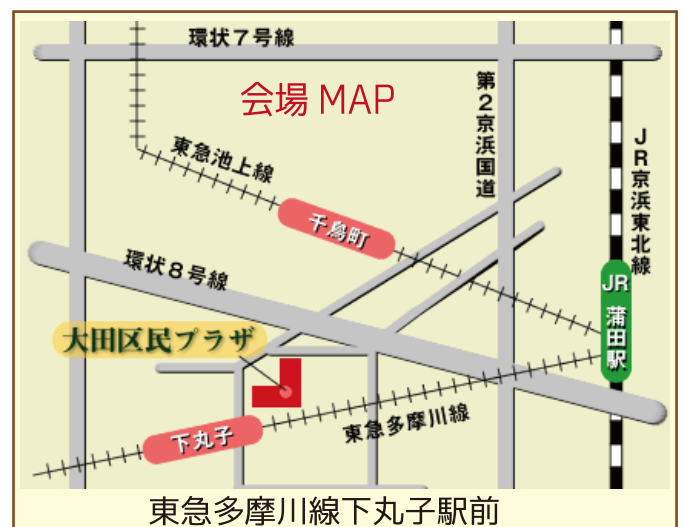 環状7号線
会場 MAP
第2京浜国道
JR京浜東北線
東急池上線
千鳥町
環状8号線
JR
蒲田駅
大田区民プラザ
下丸子
東急多摩川線
東急多摩川線下丸子駅前